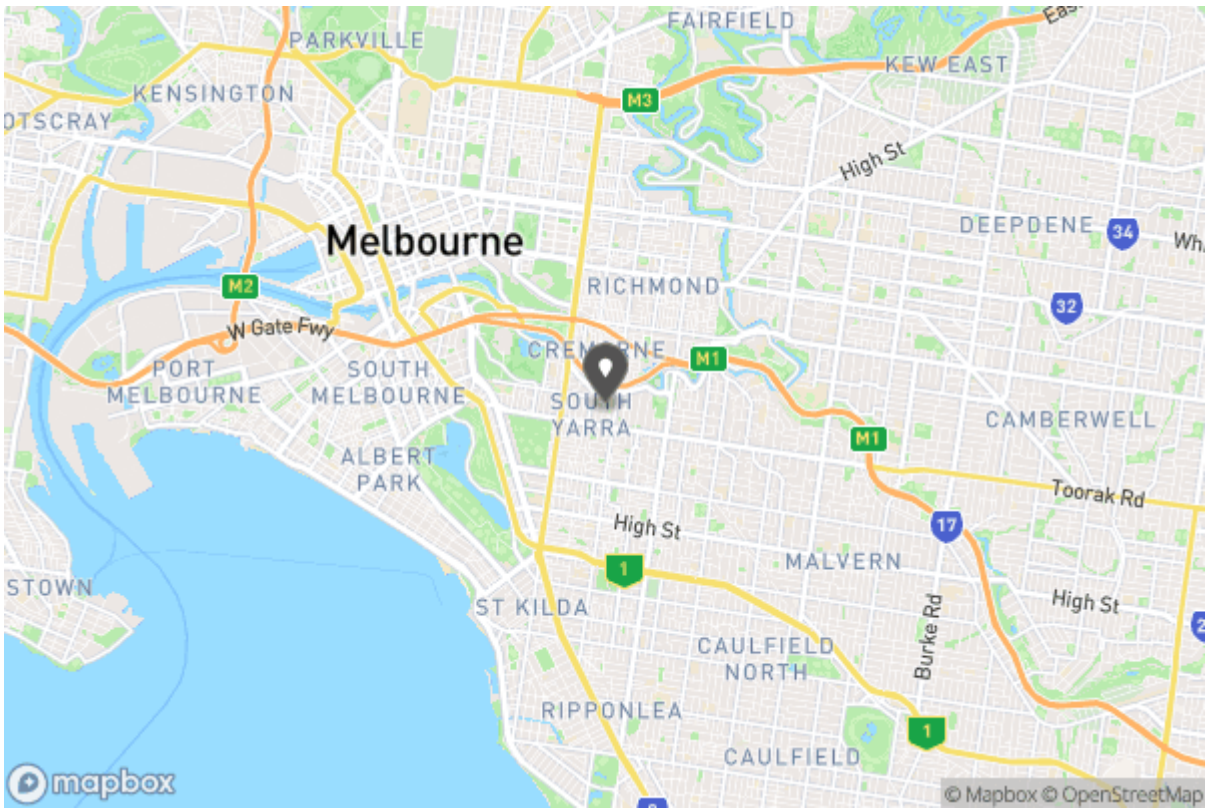 FAIRFIELD
East
PARKVILLE
KEW EAST
KENSINGTON
M3
OTSCRAY
High St
DEEPDENE
34
Melbourne
Wh
M2
RICHMOND
32
W Gate Fwy
CREMORNE
M1
PORT
MELBOURNE
SOUTH
MELBOURNE
SOUTH
YARRA
CAMBERWELL
M1
ALBERT
PARK
Toorak Rd
High St
17
MALVERN
1
STOWN
ST KILDA
High St
Burke Rd
CAULFIELD
NORTH
RIPPONLEA
1
CAULFIELD
mapbox
© Mapbox © OpenStreetMap